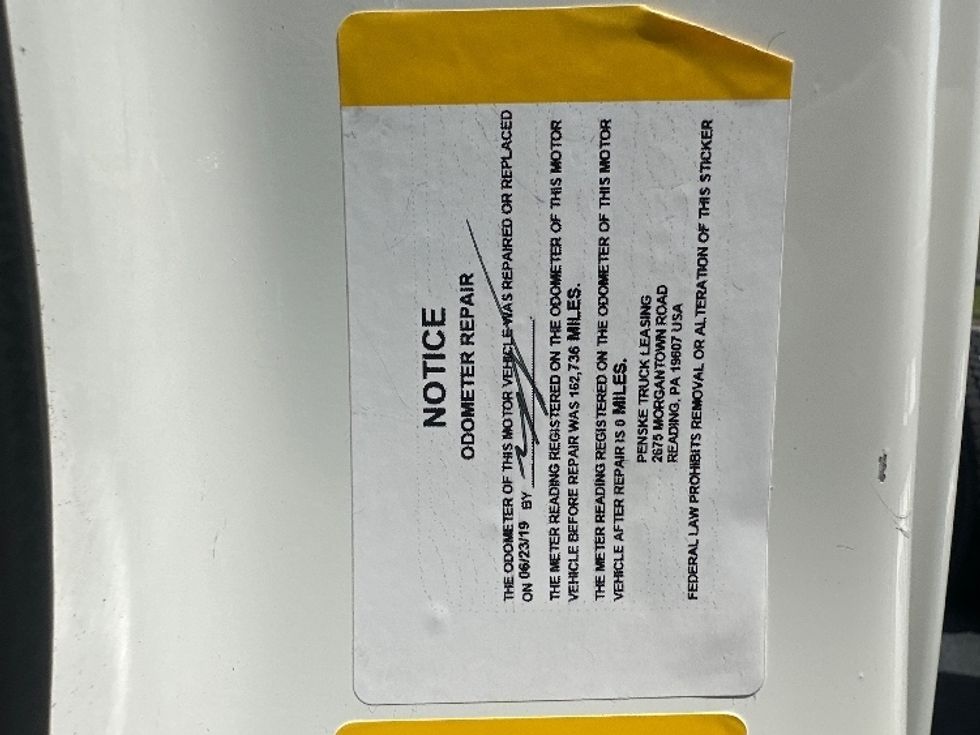 NOTICE
ODOMETER REPAIR
THE ODOMETER OF THIS MOTOR VEHICLE WAS REPAIRED OR REPLACED
ON 06/23/19 BY
THE METER READING REGISTERED ON THE ODOMETER OF THIS MOTOR
VEHICLE BEFORE REPAIR WAS 162,736 MILES.
THE METER READING REGISTERED ON THE ODOMETER OF THIS MOTOR
VEHICLE AFTER REPAIR IS 0 MILES.
PENSKE TRUCK LEASING
2675 MORGANTOWN ROAD
READING, PA 19607 USA
FEDERAL LAW PROHIBITS REMOVAL OR ALTERATION OF THIS STICKER